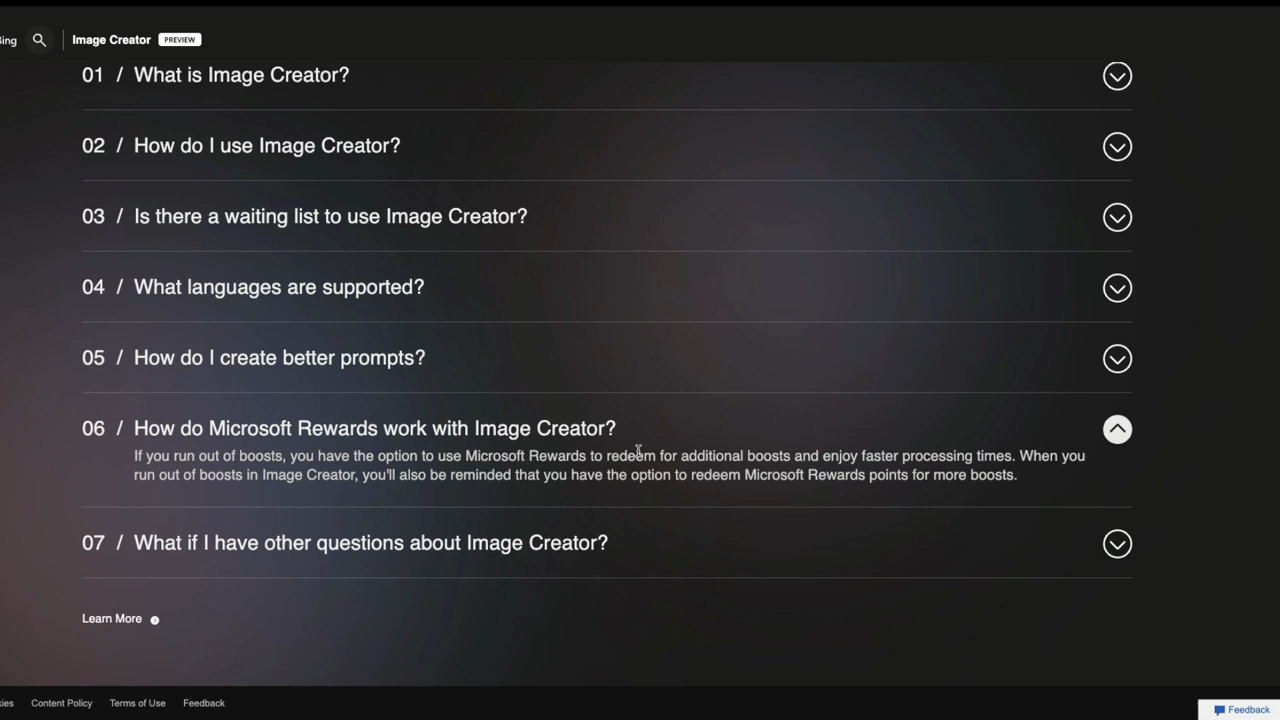 Image Creator PREVIEW
01 / What is Image Creator?
02 / How do I use Image Creator?
03 / Is there a waiting list to use Image Creator?
04 / What languages are supported?
05 / How do I create better prompts?
06 / How do Microsoft Rewards work with Image Creator?
If you run out of boosts, you have the option to use Microsoft Rewards to redeem for additional boosts and enjoy faster processing times. When you
run out of boosts in Image Creator, you'll also be reminded that you have the option to redeem Microsoft Rewards points for more boosts.
07 / What if I have other questions about Image Creator?
Learn More
Content Policy Terms of Use Feedback
Feedback